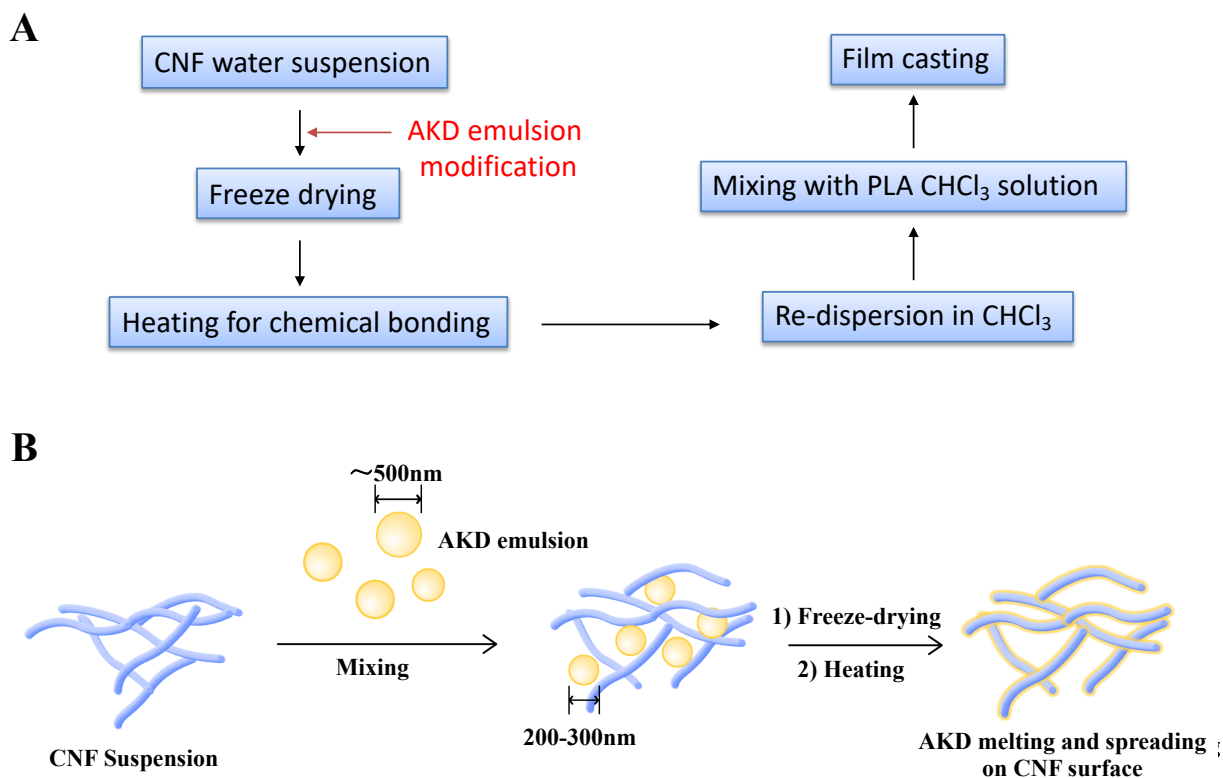 A
CNF water suspension
AKD emulsion
modification
Freeze drying
Heating for chemical bonding
Re-dispersion in CHCl₃
Mixing with PLA CHCl₃ solution
Film casting
B
~500nm
AKD emulsion
Mixing
CNF Suspension
200-300nm
1) Freeze-drying
2) Heating
AKD melting and spreading
on CNF surface